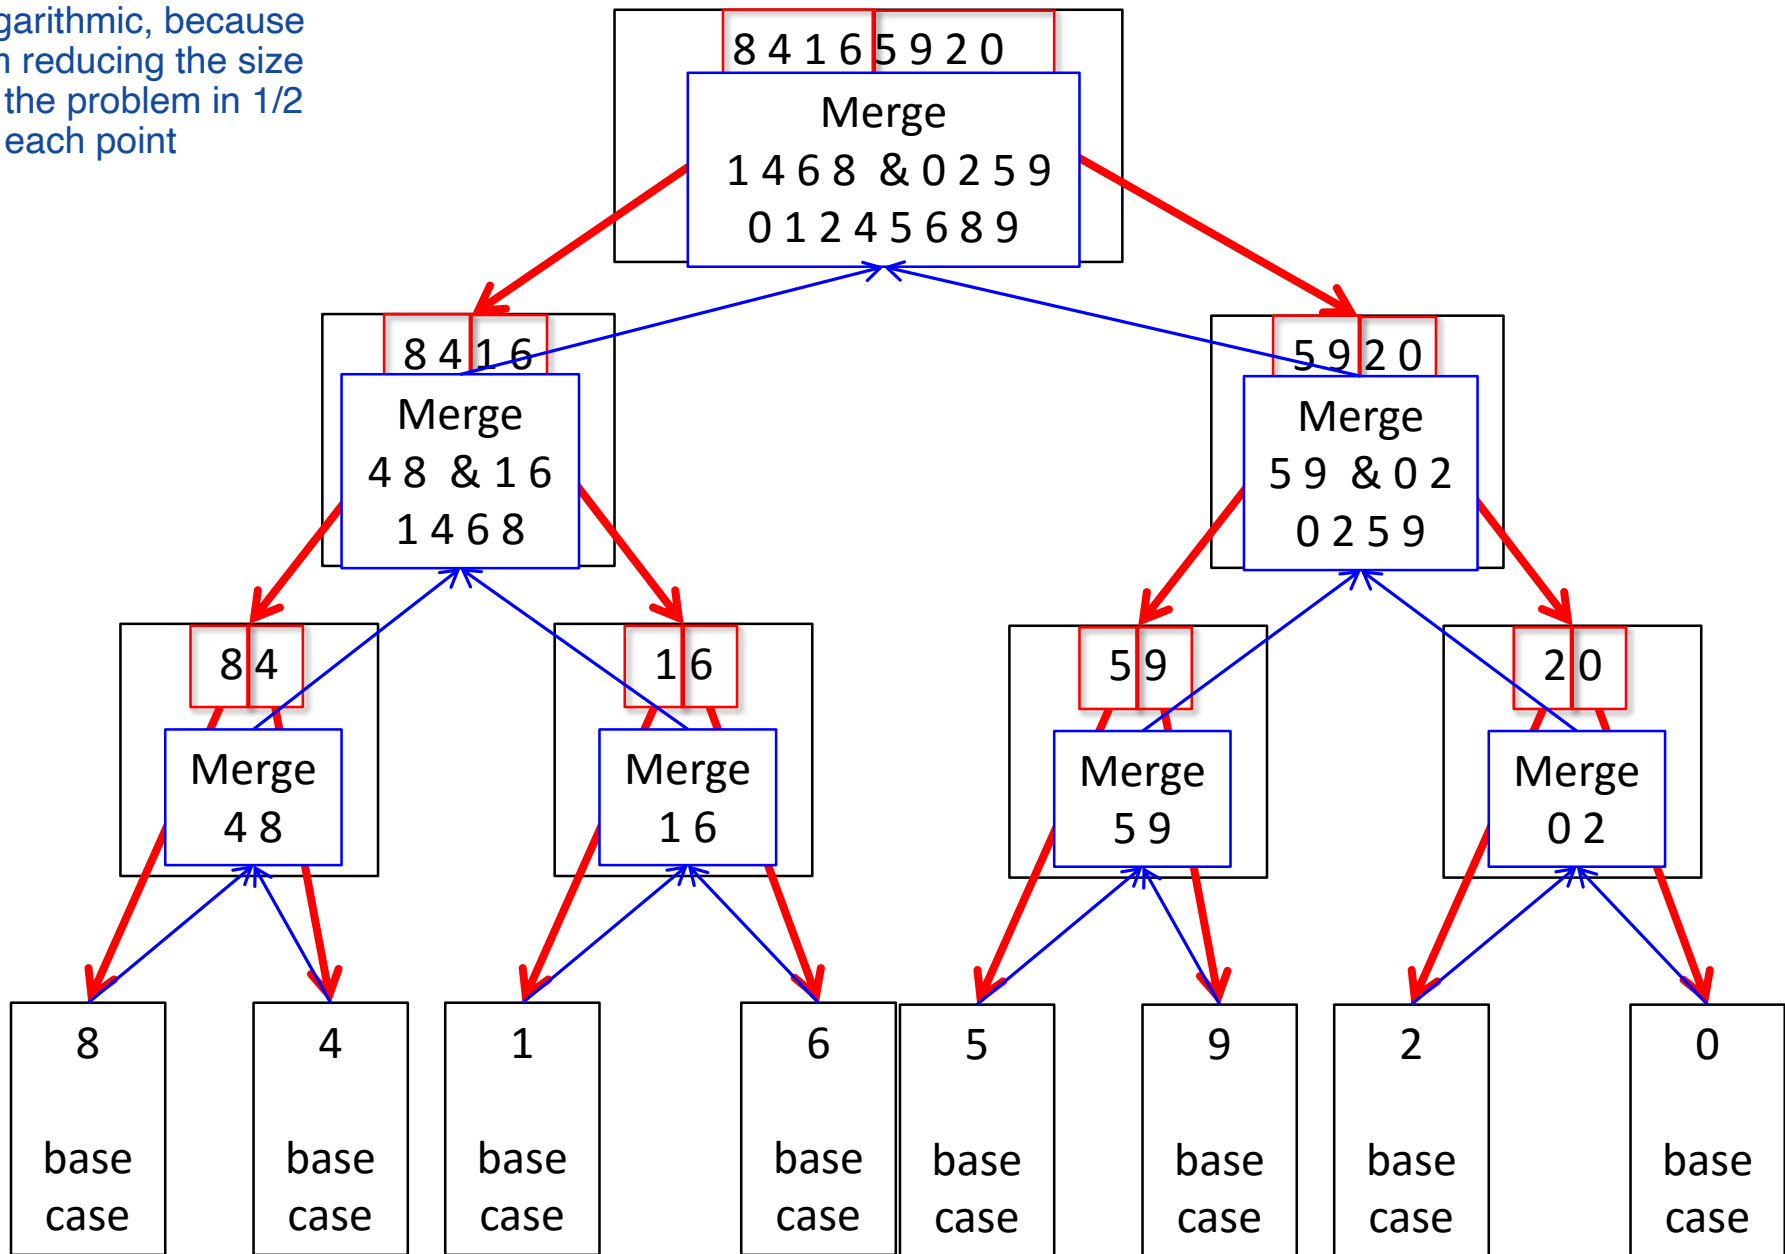 garithmic, because
n reducing the size
the problem in 1/2
each point
8 4 1 6 5 9 2 0
Merge
1 4 6 8 & 0 2 5 9
0 1 2 4 5 6 8 9
8 4 1 6
Merge
4 8 & 1 6
1 4 6 8
5 9 2 0
Merge
5 9 & 0 2
0 2 5 9
8 4
Merge
4 8
1 6
Merge
1 6
5 9
Merge
5 9
2 0
Merge
0 2
8
base
case
4
base
case
1
base
case
6
base
case
5
base
case
9
base
case
2
base
case
0
base
case